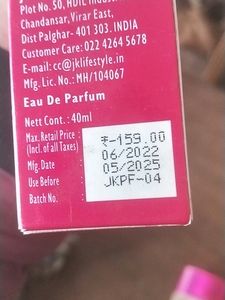 Plot No. 50, HDIL Industri
Chandansar, Virar East,
Dist Palghar- 401 303. INDIA
Customer Care: 022 4264 5678
E-mail: cc@jklifestyle.in
Mfg. Lic. No.: MH/104067
Eau De Parfum
Nett Cont. : 40ml
Max. Retail Price : ₹-159.00
(Incl. of all Taxes)
Mfg. Date : 06/2022
Use Before : 05/2025
Batch No. : JKPF-04